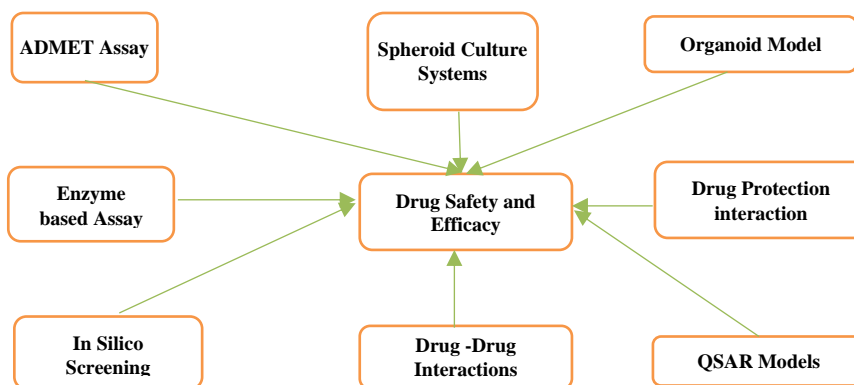 ADMET Assay
Spheroid Culture
Systems
Organoid Model
Enzyme
based Assay
Drug Safety and
Efficacy
Drug Protection
interaction
In Silico
Screening
Drug -Drug
Interactions
QSAR Models